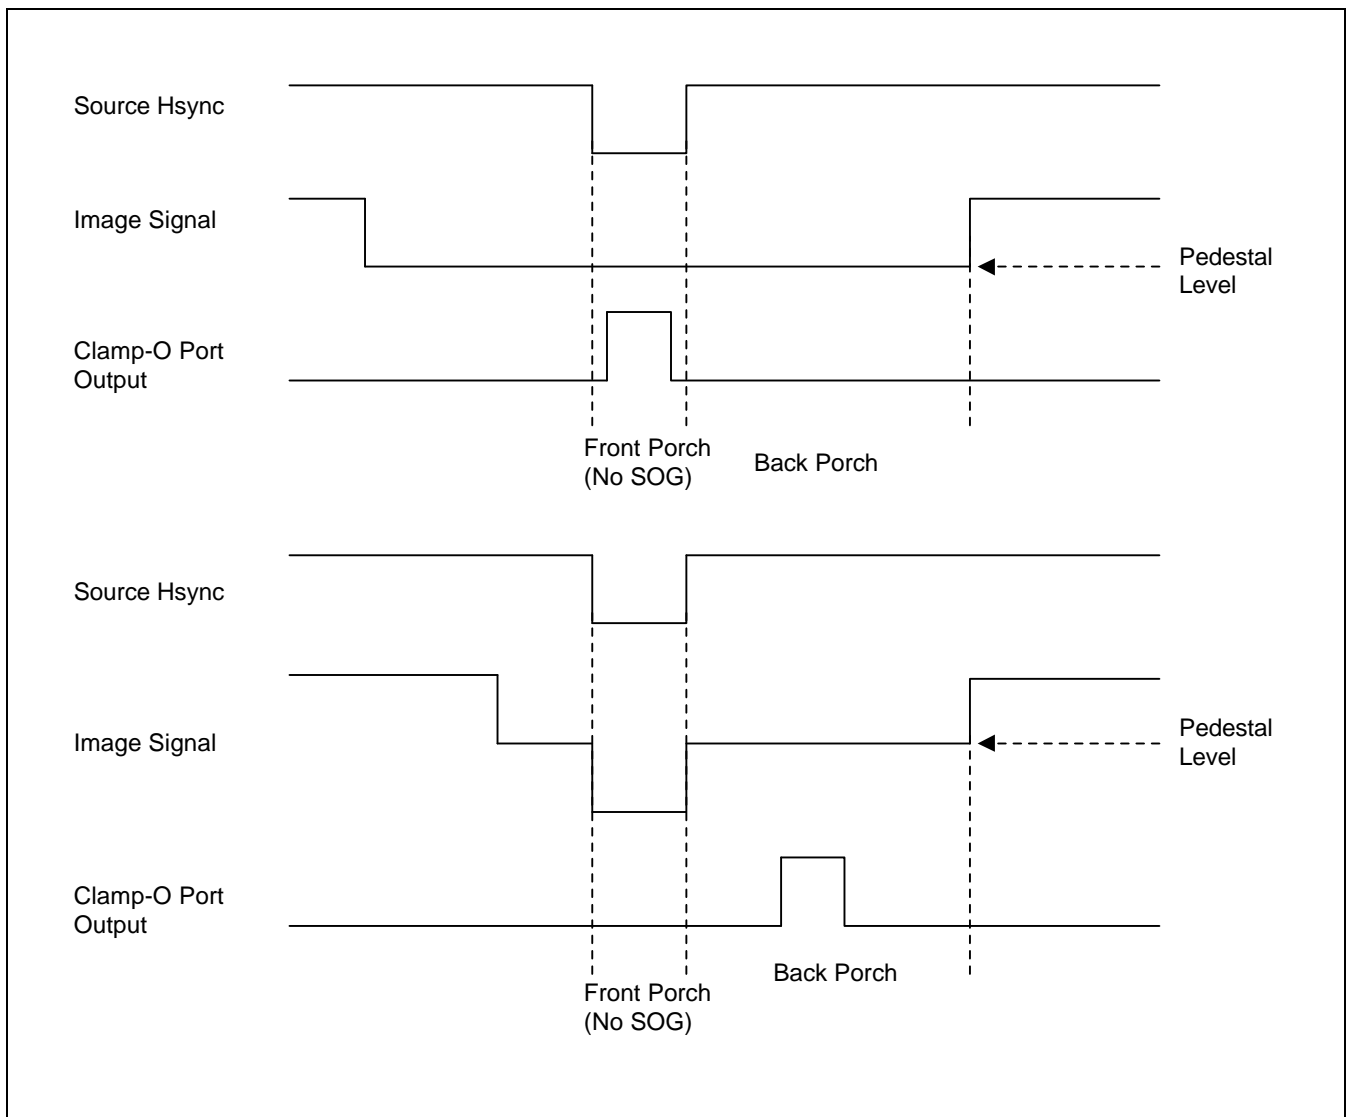 Source Hsync
Image Signal
Pedestal
Level
Clamp-O Port
Output
Front Porch
(No SOG)
Back Porch
Source Hsync
Image Signal
Pedestal
Level
Clamp-O Port
Output
Back Porch
Front Porch
(No SOG)